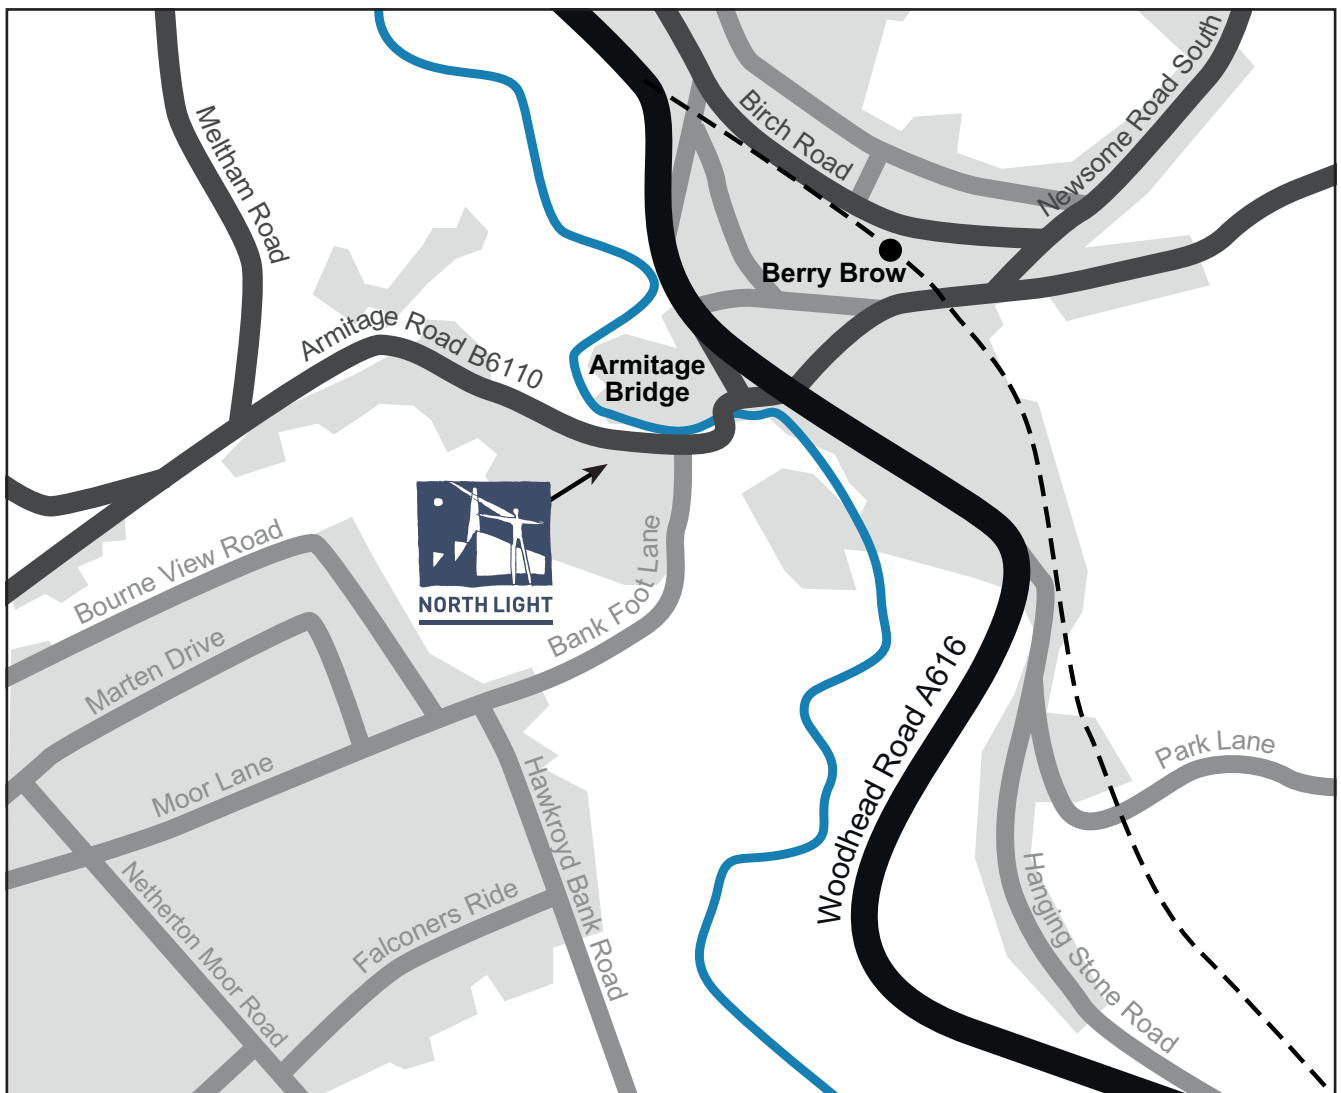 Meltham Road
Birch Road
Newsome Road South
Berry Brow
Armitage Road B6110
Armitage
Bridge
NORTH LIGHT
Bourne View Road
Bank Foot Lane
Marten Drive
Moor Lane
Woodhead Road A616
Park Lane
Hawkroyd Bank Road
Netherton Moor Road
Falconers Ride
Hanging Stone Road